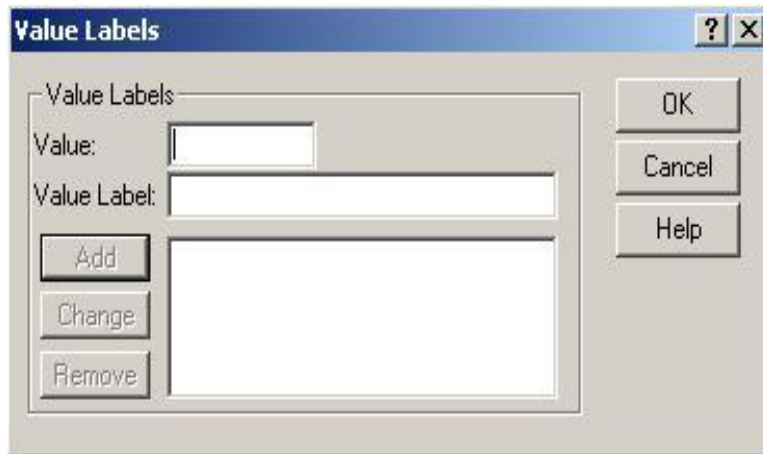 Value Labels
? X
Value Labels
Value:
Value Label:
Add
Change
Remove
OK
Cancel
Help